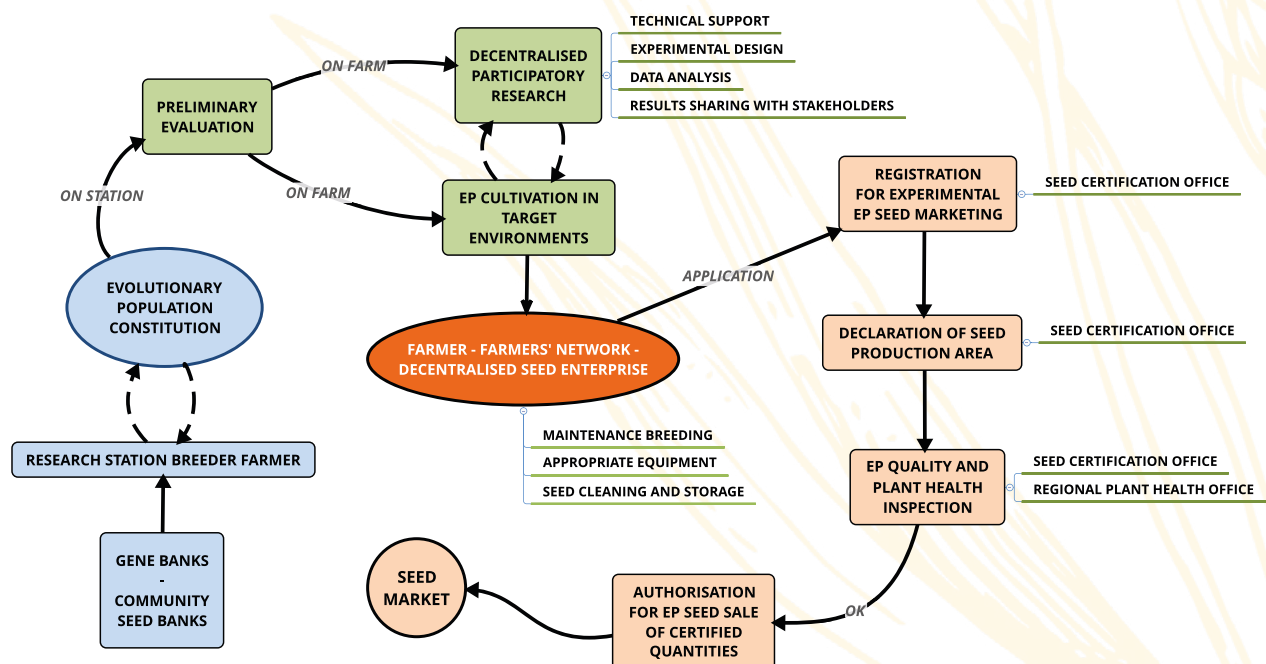 DECENTRALISED
PARTICIPATORY
RESEARCH
TECHNICAL SUPPORT
EXPERIMENTAL DESIGN
DATA ANALYSIS
RESULTS SHARING WITH STAKEHOLDERS
ON FARM
PRELIMINARY
EVALUATION
ON FARM
ON STATION
EP CULTIVATION IN
TARGET
ENVIRONMENTS
REGISTRATION
FOR EXPERIMENTAL
EP SEED MARKETING
SEED CERTIFICATION OFFICE
APPLICATION
EVOLUTIONARY
POPULATION
CONSTITUTION
FARMER - FARMERS' NETWORK -
DECENTRALISED SEED ENTERPRISE
DECLARATION OF SEED
PRODUCTION AREA
SEED CERTIFICATION OFFICE
MAINTENANCE BREEDING
APPROPRIATE EQUIPMENT
SEED CLEANING AND STORAGE
RESEARCH STATION BREEDER FARMER
EP QUALITY AND
PLANT HEALTH
INSPECTION
SEED CERTIFICATION OFFICE
REGIONAL PLANT HEALTH OFFICE
GENE BANKS
-
COMMUNITY
SEED BANKS
SEED
MARKET
AUTHORISATION
FOR EP SEED SALE
OF CERTIFIED
QUANTITIES
OK